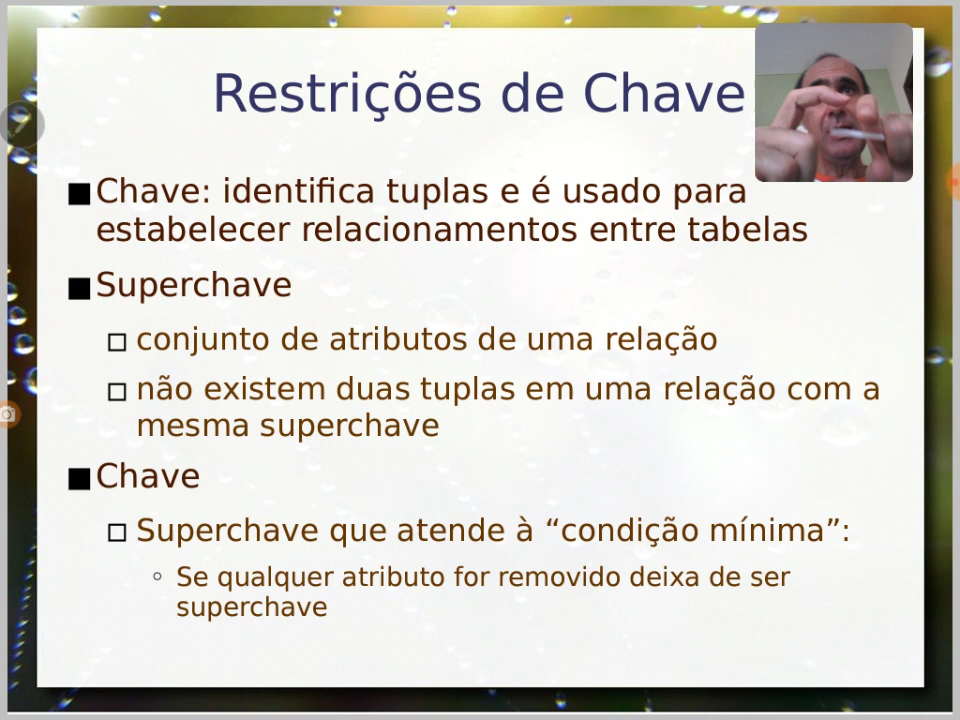 Restrições de Chave
Chave: identifica tuplas e é usado para
estabelecer relacionamentos entre tabelas
Superchave
conjunto de atributos de uma relação
não existem duas tuplas em uma relação com a
mesma superchave
Chave
Superchave que atende à “condição mínima”:
Se qualquer atributo for removido deixa de ser
superchave